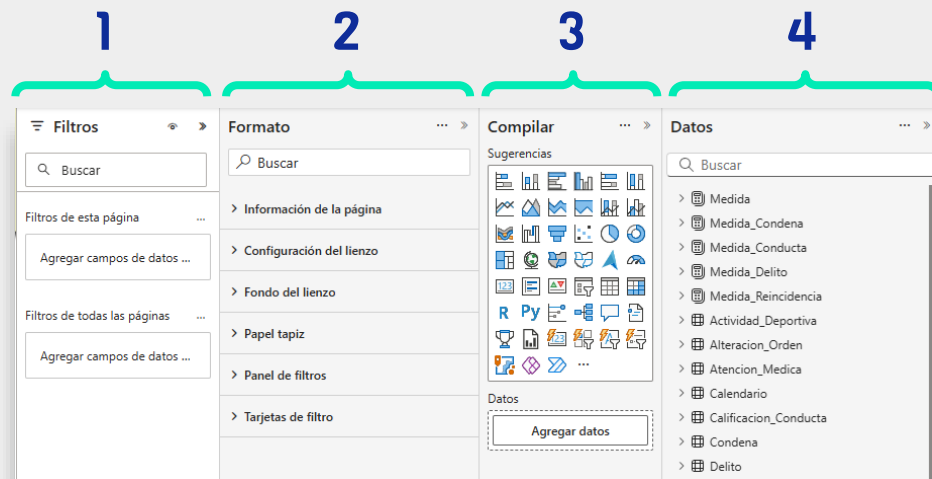 1
2
3
4
Filtros
Buscar
Filtros de esta página ...
Agregar campos de datos ...
Filtros de todas las páginas ...
Agregar campos de datos ...
Formato ...
Buscar
Información de la página
Configuración del lienzo
Fondo del lienzo
Papel tapiz
Panel de filtros
Tarjetas de filtro
Compilar ...
Sugerencias
123
R Py
123
...
Datos
Agregar datos
Datos ...
Buscar
Medida
Medida_Condena
Medida_Conducta
Medida_Delito
Medida_Reincidencia
Actividad_Deportiva
Alteracion_Orden
Atencion_Medica
Calendario
Calificacion_Conducta
Condena
Delito